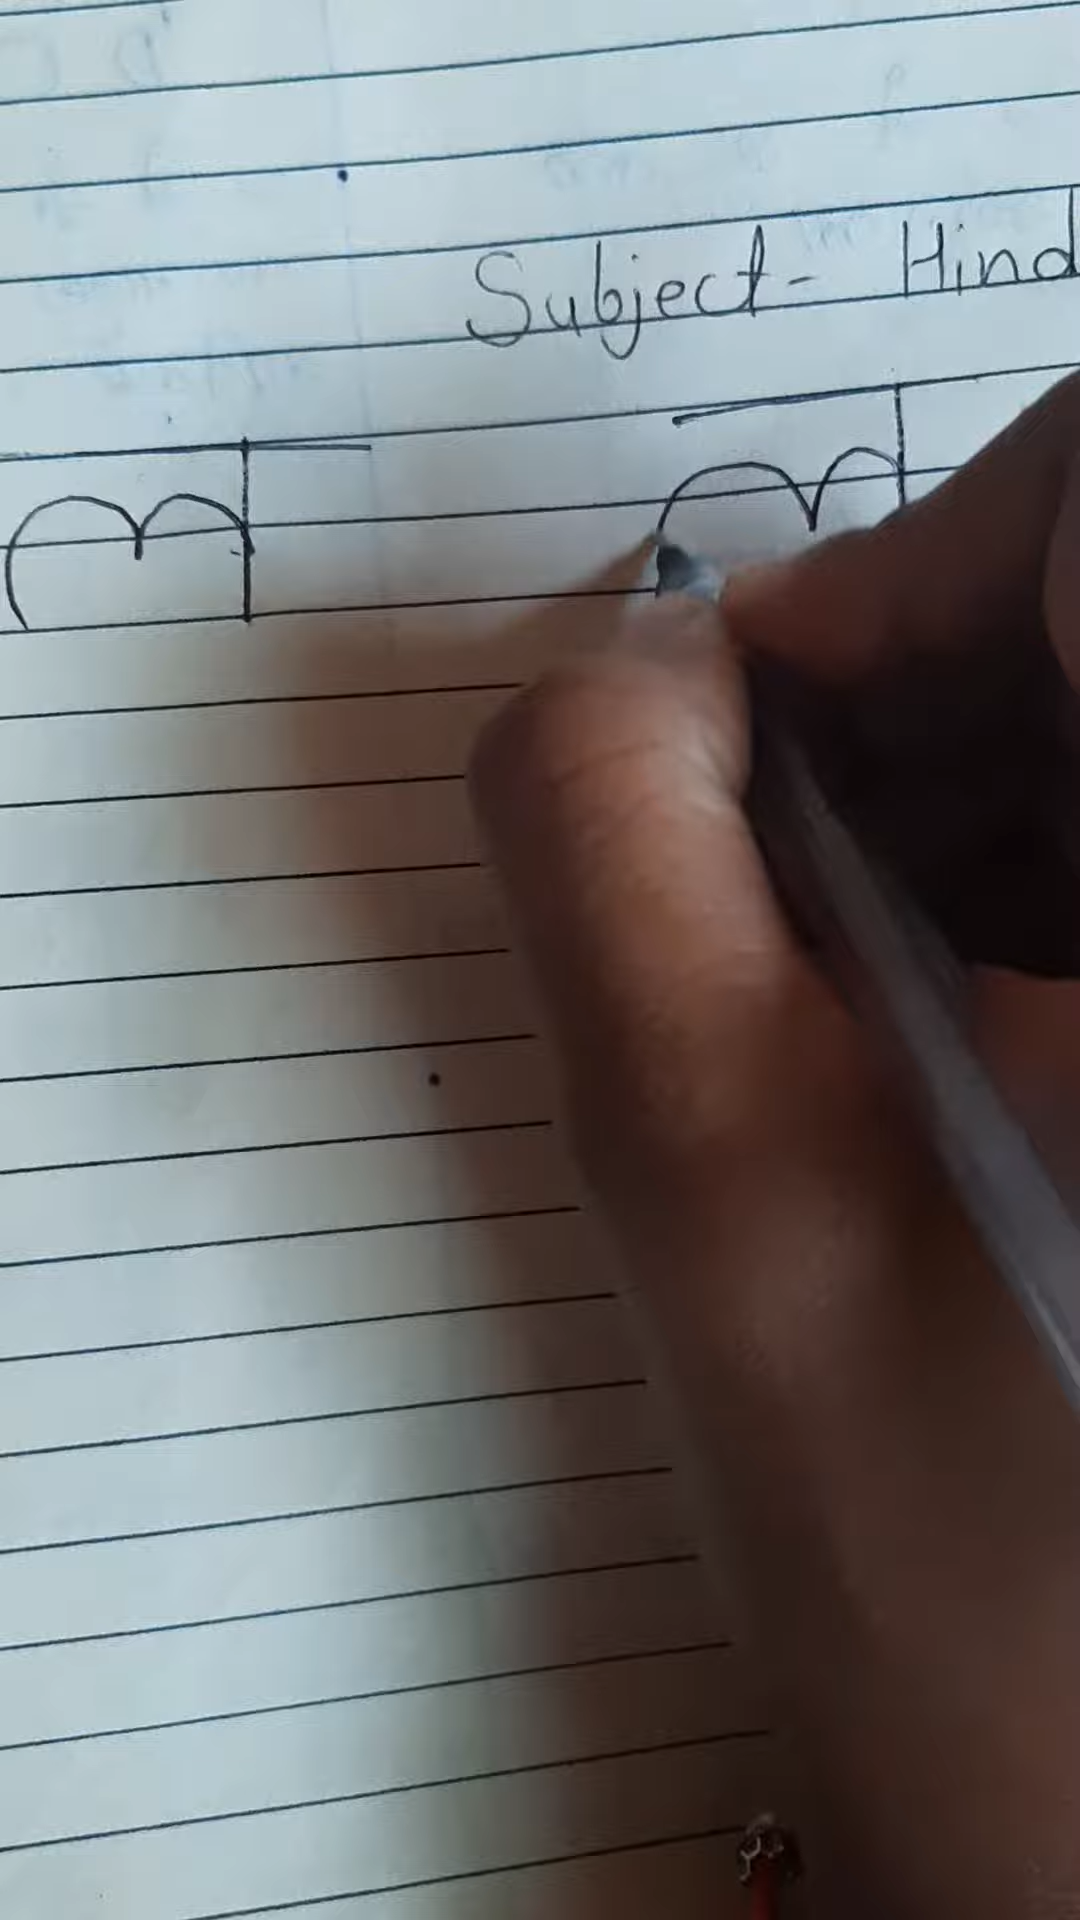 Subject- Hind
ल ल